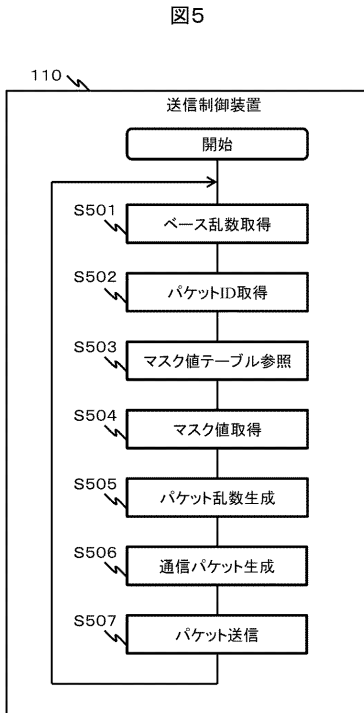 図5
110
送信制御装置
開始
S501
ベース乱数取得
S502
パケットID取得
S503
マスク値テーブル参照
S504
マスク値取得
S505
パケット乱数生成
S506
通信パケット生成
S507
パケット送信